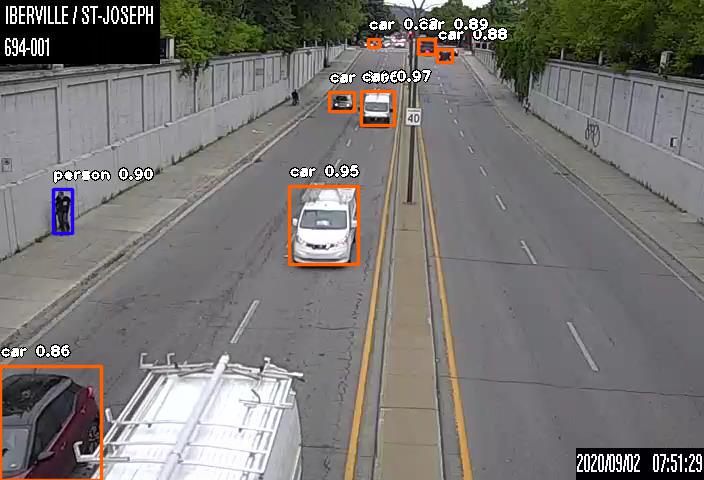 IBERVILLE / ST-JOSEPH
694-001
car 0.89
car 0.88
car 0.97
person 0.90
40
car 0.95
car 0.86
2020/09/02 07:51:29